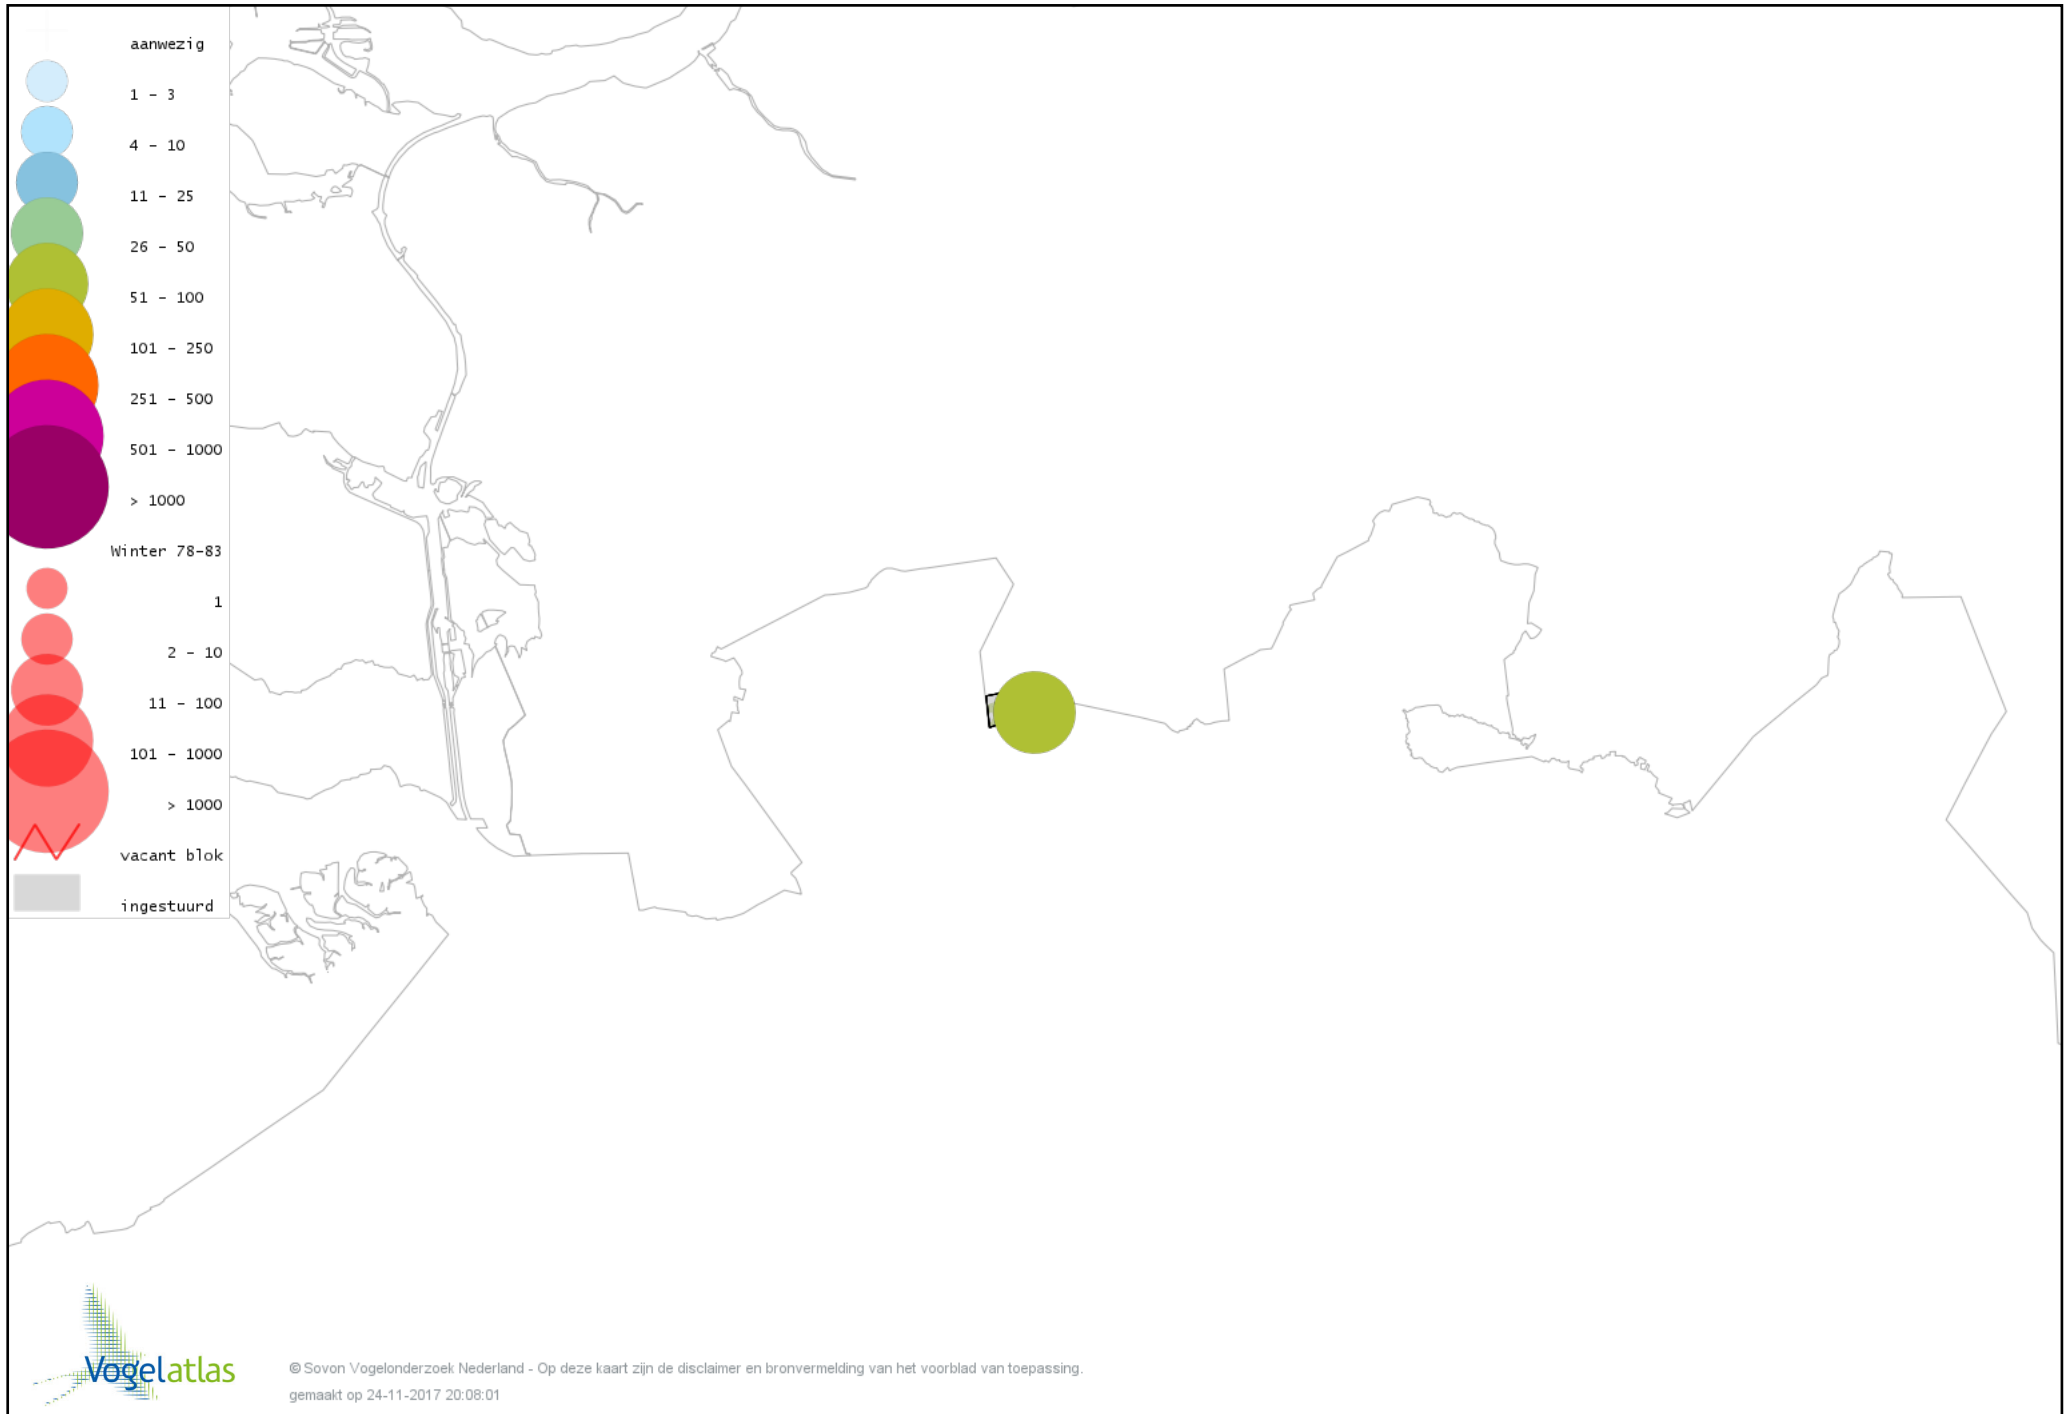 aanwezig
1 - 3
4 - 10
11 - 25
26 - 50
51 - 100
101 - 250
251 - 500
501 - 1000
> 1000
Winter 78-83
1
2 - 10
11 - 100
101 - 1000
> 1000
vacant blok
ingestuurd
Vogelatlas
© Sovon Vogelonderzoek Nederland - Op deze kaart zijn de disclaimer en bronvermelding van het voorblad van toepassing.
gemaakt op 24-11-2017 20:08:01